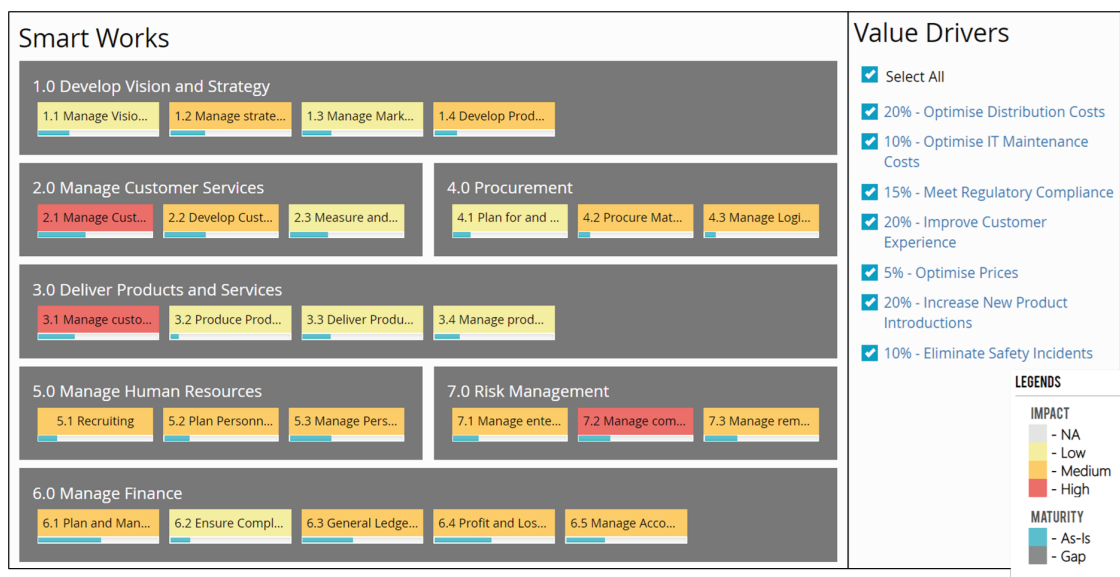 Smart Works
1.0 Develop Vision and Strategy
1.1 Manage Visio...
1.2 Manage strate...
1.3 Manage Mark...
1.4 Develop Prod...
2.0 Manage Customer Services
2.1 Manage Cust...
2.2 Develop Cust...
2.3 Measure and...
4.0 Procurement
4.1 Plan for and ...
4.2 Procure Mat...
4.3 Manage Logi...
3.0 Deliver Products and Services
3.1 Manage custo...
3.2 Produce Prod...
3.3 Deliver Produ...
3.4 Manage prod...
5.0 Manage Human Resources
5.1 Recruiting
5.2 Plan Personn...
5.3 Manage Pers...
7.0 Risk Management
7.1 Manage ente...
7.2 Manage com...
7.3 Manage rem...
6.0 Manage Finance
6.1 Plan and Man...
6.2 Ensure Compl...
6.3 General Ledge...
6.4 Profit and Los...
6.5 Manage Acco...
Value Drivers
Select All
20% - Optimise Distribution Costs
10% - Optimise IT Maintenance
Costs
15% - Meet Regulatory Compliance
20% - Improve Customer
Experience
5% - Optimise Prices
20% - Increase New Product
Introductions
10% - Eliminate Safety Incidents
LEGENDS
IMPACT
- NA
- Low
- Medium
- High
MATURITY
- As-Is
- Gap